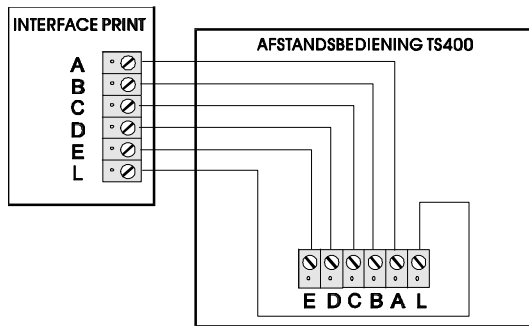 INTERFACE PRINT
A
B
C
D
E
L
AFSTANDSBEDIENING TS400
E D C B A L